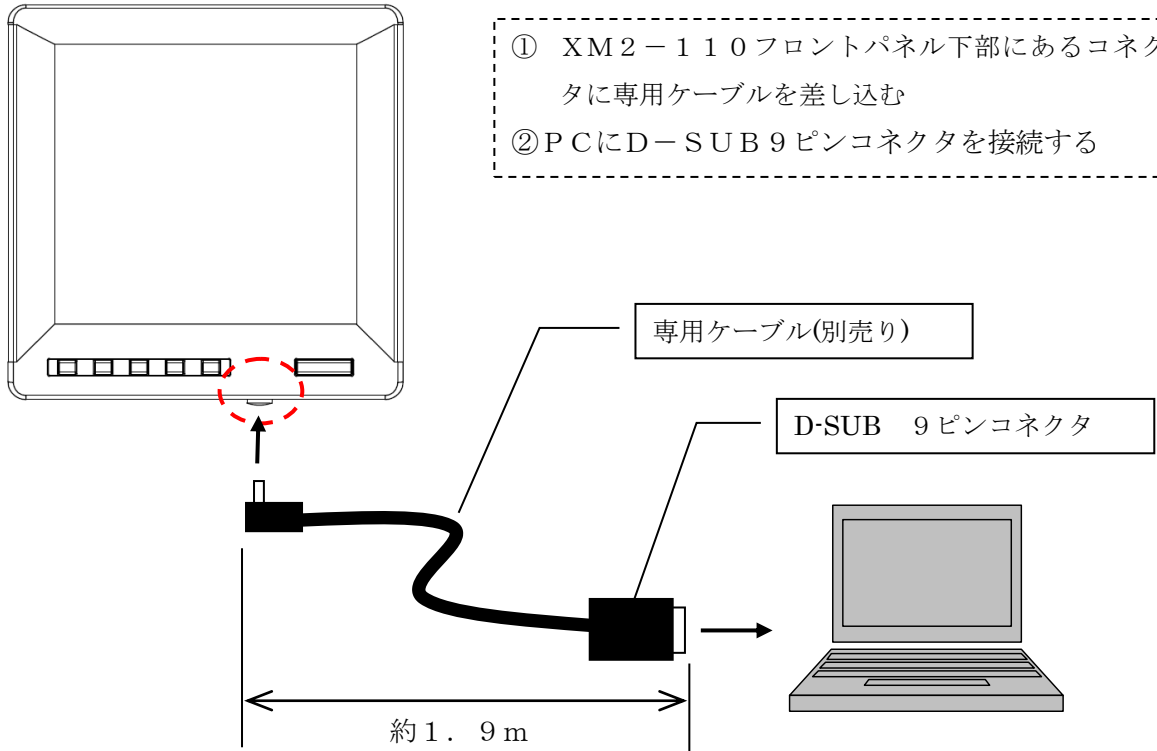 ① ＸＭ２－１１０フロントパネル下部にあるコネク
タに専用ケーブルを差し込む
②ＰＣにＤ－ＳＵＢ９ピンコネクタを接続する
専用ケーブル(別売り)
D-SUB　９ピンコネクタ
約１．９ｍ